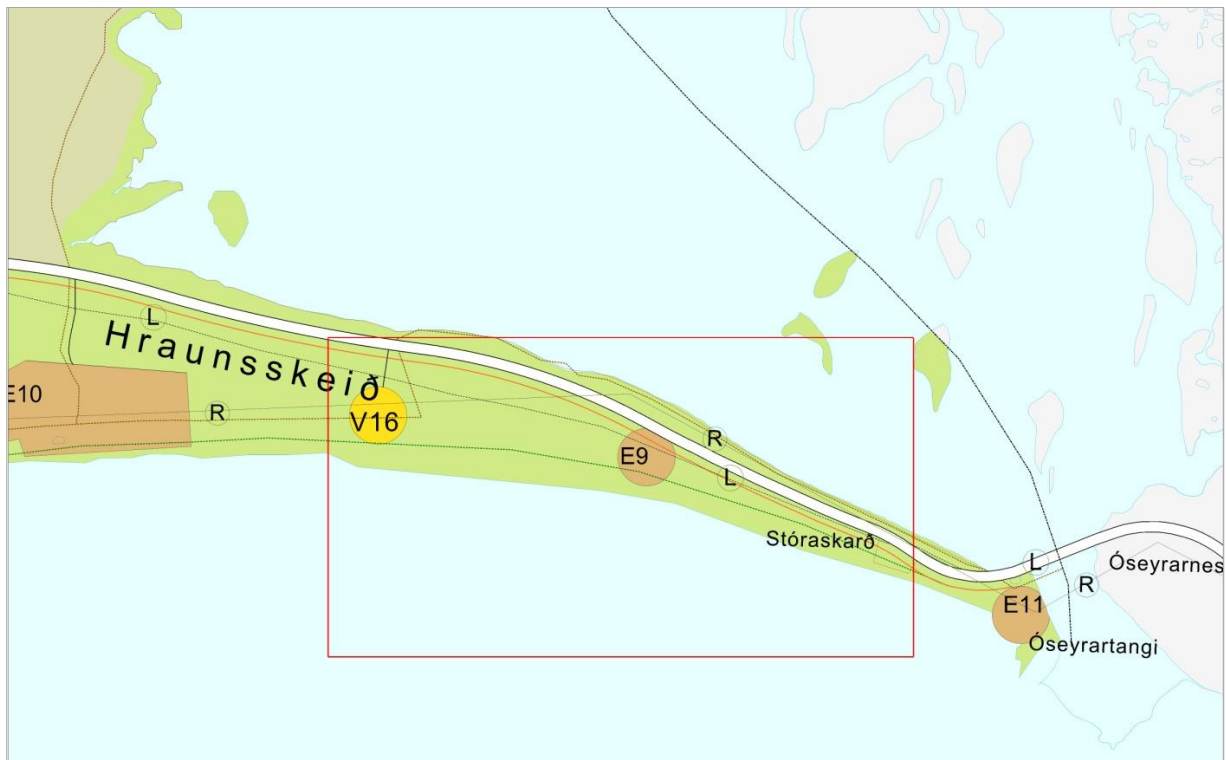 L
Hraunsskeið
E10
R
V16
R
E9
L
Stóraskarð
L
Óseyrarnes
R
E11
Óseyrartangi